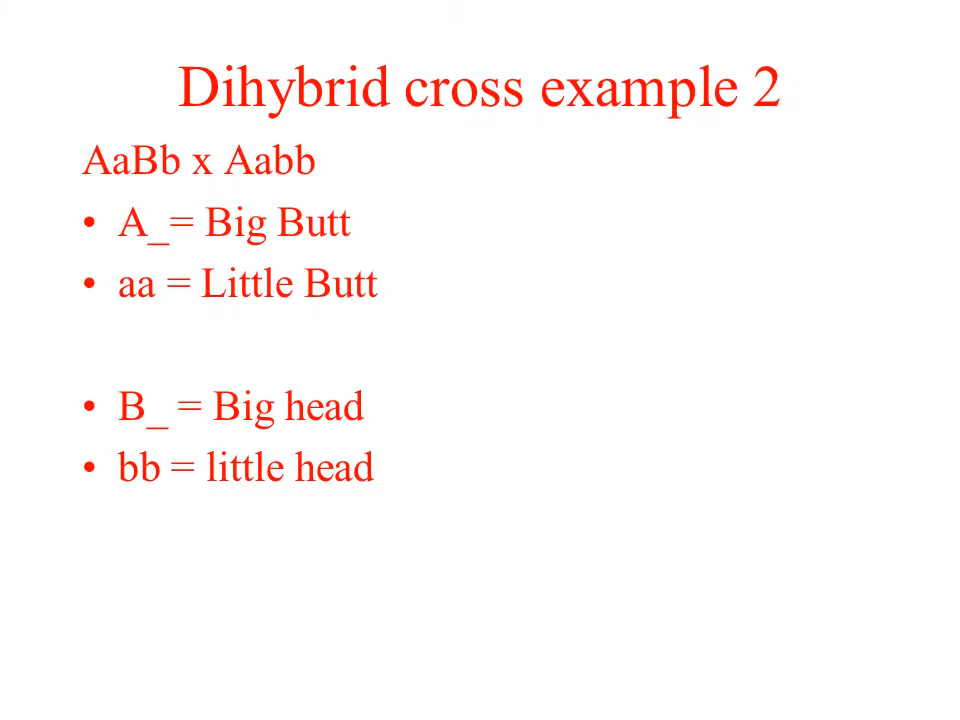 Dihybrid cross example 2
AaBb x Aabb
• A_= Big Butt
• aa = Little Butt
• B_ = Big head
• bb = little head